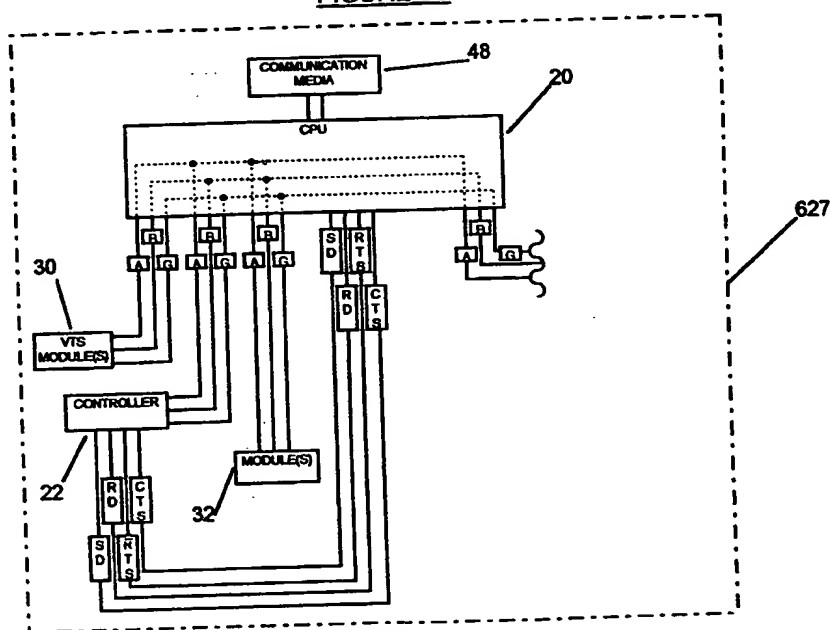 48
COMMUNICATION
MEDIA
20
CPU
627
B
B
B
B
A
G
A
G
A
G
A
G
SD
RTB
RD
CTS
30
VTS
MODULE(S)
CONTROLLER
22
MODULE(S)
32
RD
CTS
SD
RTS